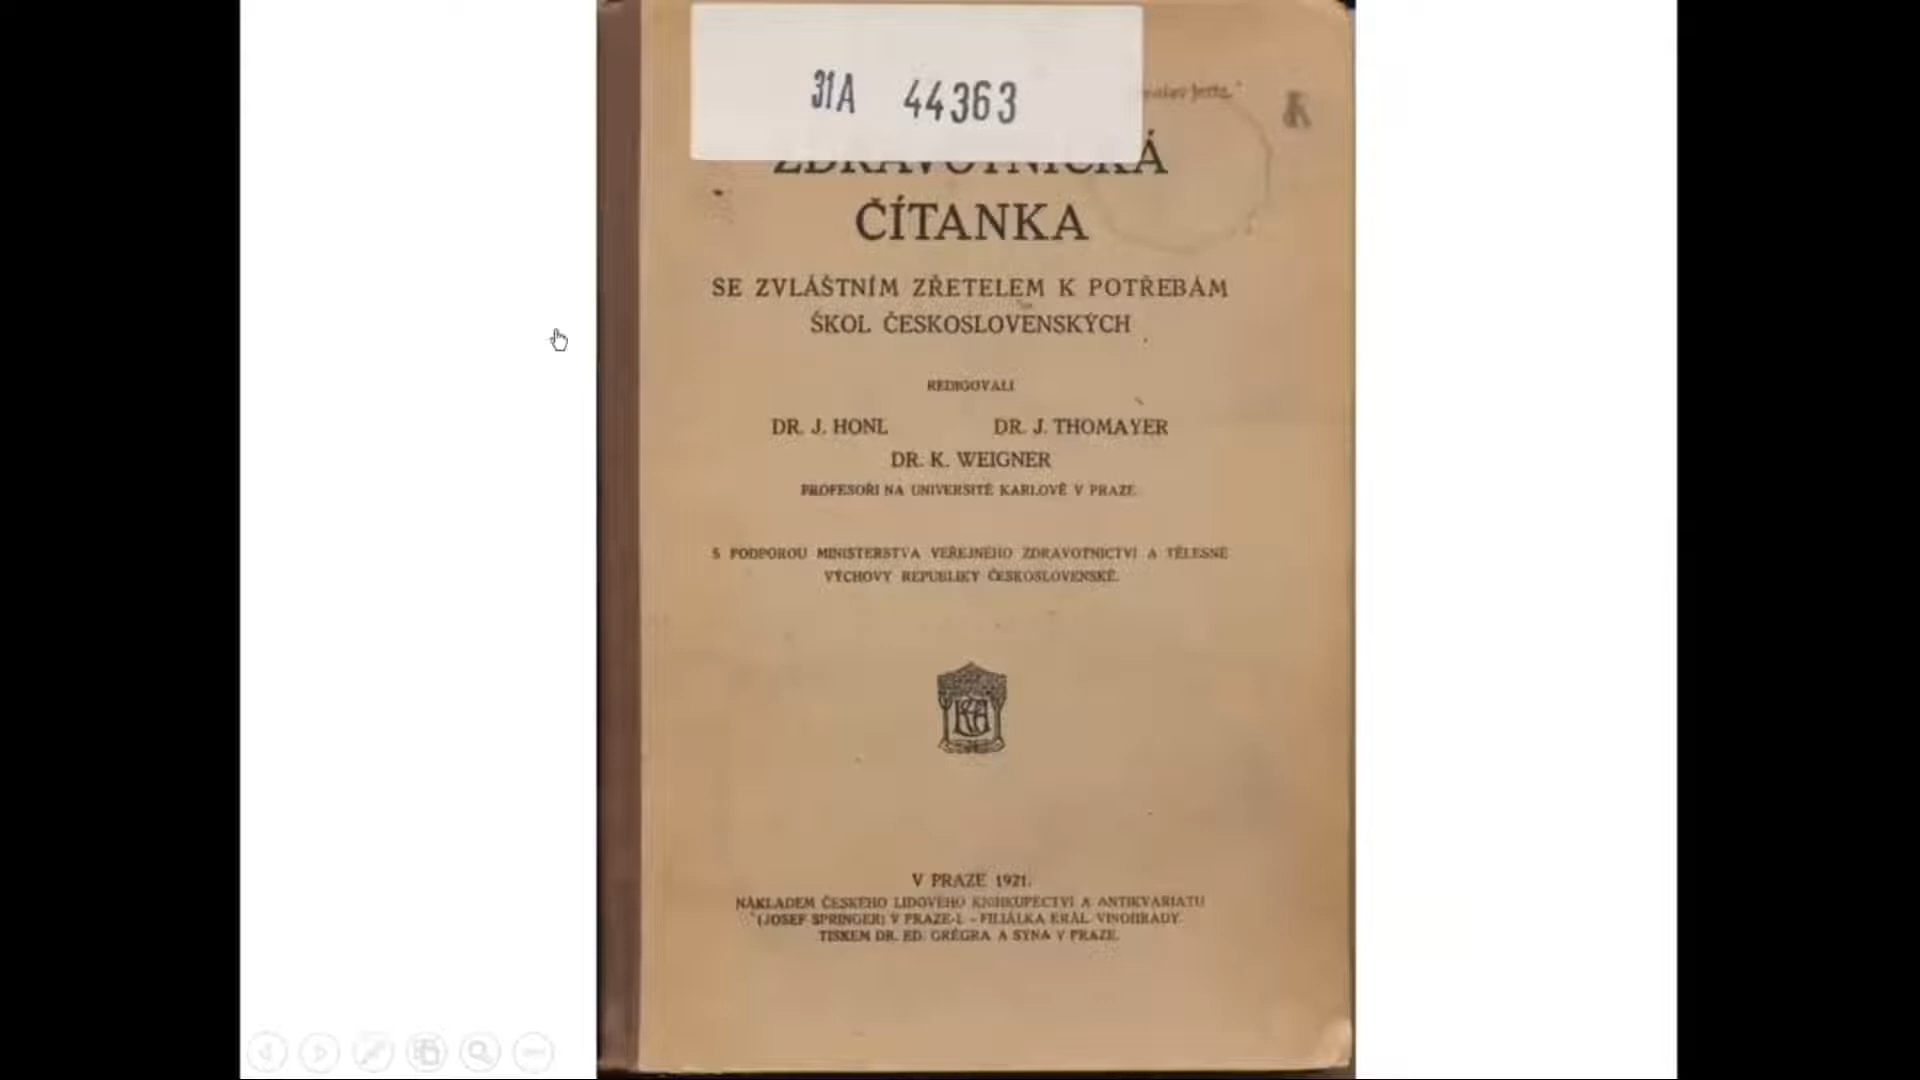 31A 44363
ZDRAVOTNICKÁ
ČÍTANKA
SE ZVLÁŠTNÍM ZŘETELEM K POTŘEBÁM
ŠKOL ČESKOSLOVENSKÝCH
REDIGOVALI
DR. J. HONL DR. J. THOMAYER
DR. K. WEIGNER
PROFESOŘI NA UNIVERSITĚ KARLOVĚ V PRAZE
S PODPOROU MINISTERSTVA VEŘEJNÉHO ZDRAVOTNICTVÍ A TĚLESNÉ
VÝCHOVY REPUBLIKY ČESKOSLOVENSKÉ.
V PRAZE 1921.
NÁKLADEM ČESKÉHO LIDOVÉHO KNIHKUPECTVÍ A ANTIKVARIATU
(JOSEF SPRINGER) V PRAZE-I. - FILIÁLKA KRÁL. VINOHRADY.
TISKEM DR. ED. GRÉGRA A SYNA V PRAZE.